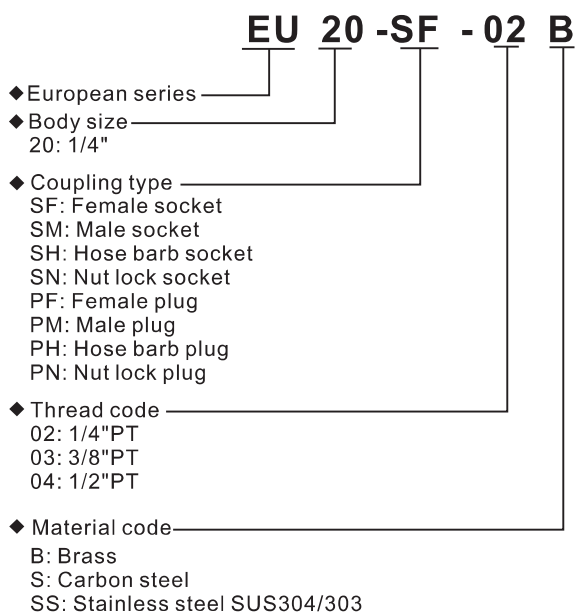 EU 20 -SF - 02 B
◆European series
◆Body size
20: 1/4"
◆ Coupling type
SF: Female socket
SM: Male socket
SH: Hose barb socket
SN: Nut lock socket
PF: Female plug
PM: Male plug
PH: Hose barb plug
PN: Nut lock plug
◆ Thread code
02: 1/4"PT
03: 3/8"PT
04: 1/2"PT
◆ Material code
B: Brass
S: Carbon steel
SS: Stainless steel SUS304/303